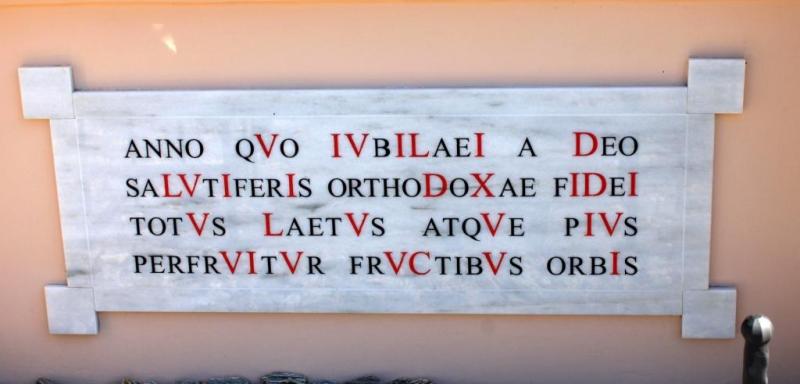 ANNO QVO IVBILAEI A DEO
SALVTIFERIS ORTHODOXAE FIDEI
TOTVS LAETVS ATQVE PIVS
PERFRVITVR FRVCTIBVS ORBIS